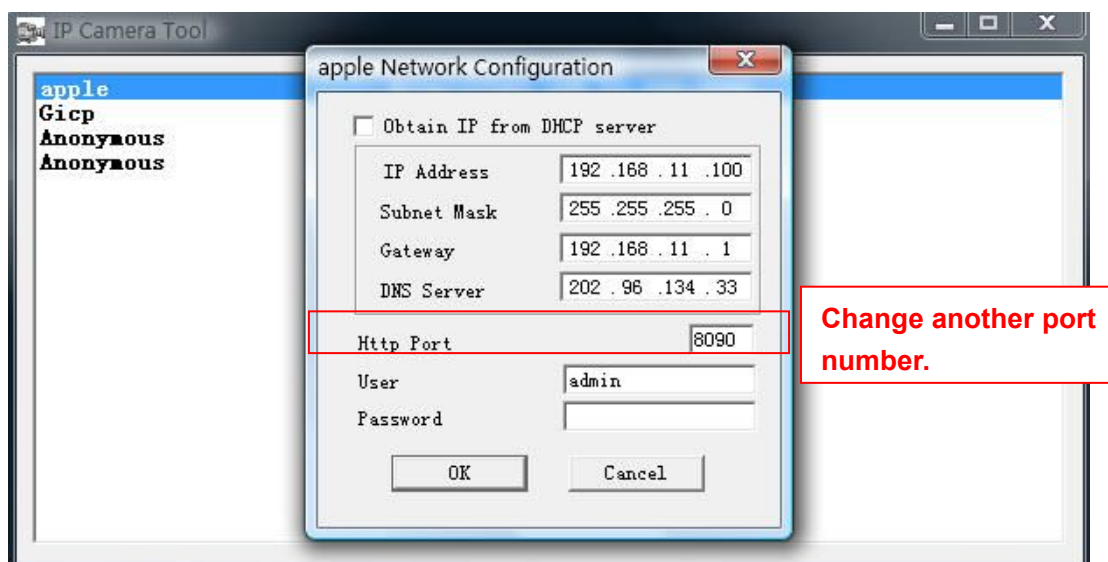 IP Camera Tool
apple
Gicp
Anonymous
Anonymous
apple Network Configuration
Obtain IP from DHCP server
IP Address 192 .168 . 11 .100
Subnet Mask 255 .255 .255 . 0
Gateway 192 .168 . 11 . 1
DNS Server 202 . 96 .134 . 33
Http Port 8090
User admin
Password
OK Cancel
Change another port
number.